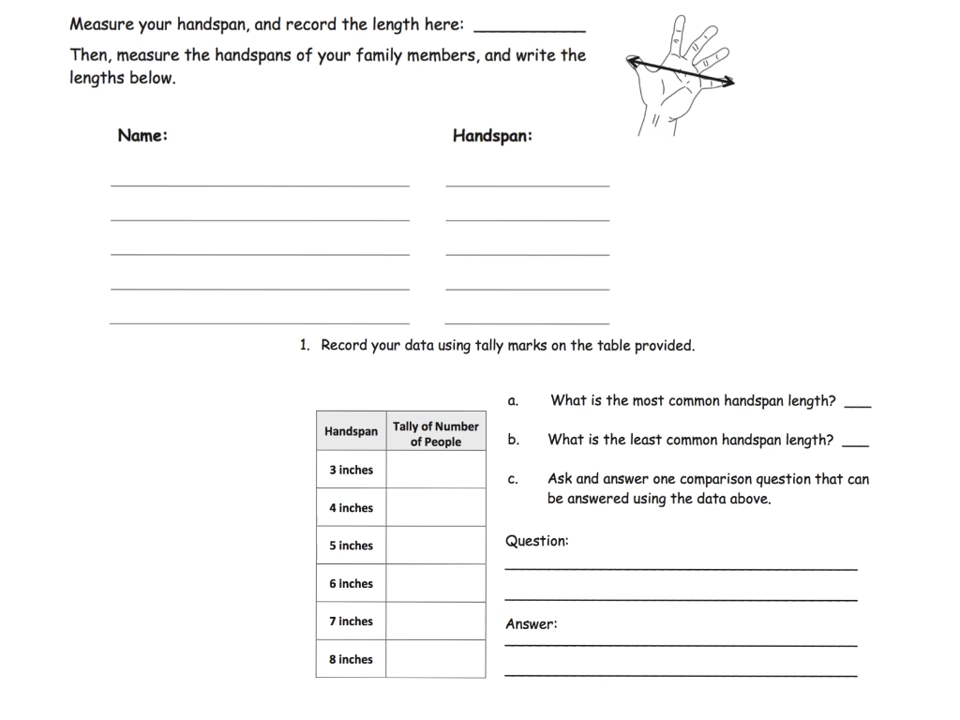 Measure your handspan, and record the length here: ____________
Then, measure the handspans of your family members, and write the
lengths below.
Name: Handspan:
1. Record your data using tally marks on the table provided.
Handspan Tally of Number
of People
3 inches
4 inches
5 inches
6 inches
7 inches
8 inches
a. What is the most common handspan length? ___
b. What is the least common handspan length? ___
c. Ask and answer one comparison question that can
be answered using the data above.
Question:
Answer: